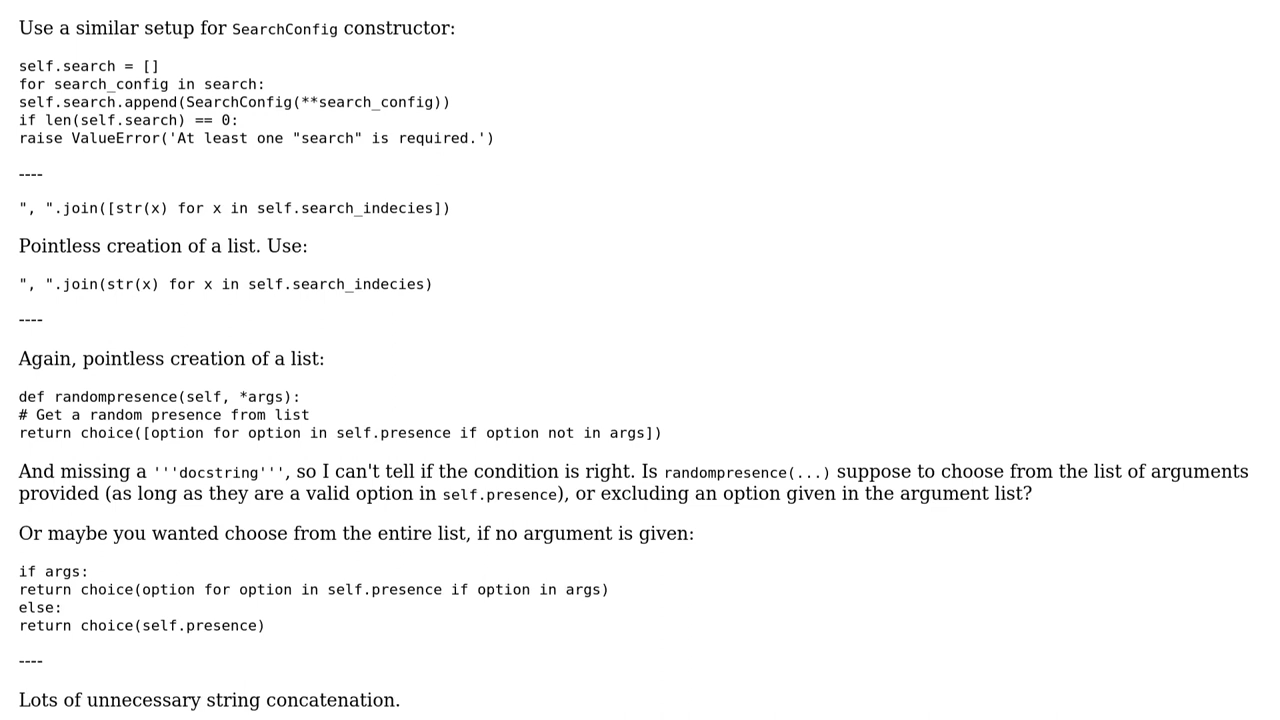 Use a similar setup for SearchConfig constructor:
self.search = []
for search_config in search:
self.search.append(SearchConfig(**search_config))
if len(self.search) == 0:
raise ValueError('At least one "search" is required.')
----
", ".join([str(x) for x in self.search_indecies])
Pointless creation of a list. Use:
", ".join(str(x) for x in self.search_indecies)
----
Again, pointless creation of a list:
def randompresence(self, *args):
# Get a random presence from list
return choice([option for option in self.presence if option not in args])
And missing a '''docstring''', so I can't tell if the condition is right. Is randompresence(...) suppose to choose from the list of arguments
provided (as long as they are a valid option in self.presence), or excluding an option given in the argument list?
Or maybe you wanted choose from the entire list, if no argument is given:
if args:
return choice(option for option in self.presence if option in args)
else:
return choice(self.presence)
----
Lots of unnecessary string concatenation.